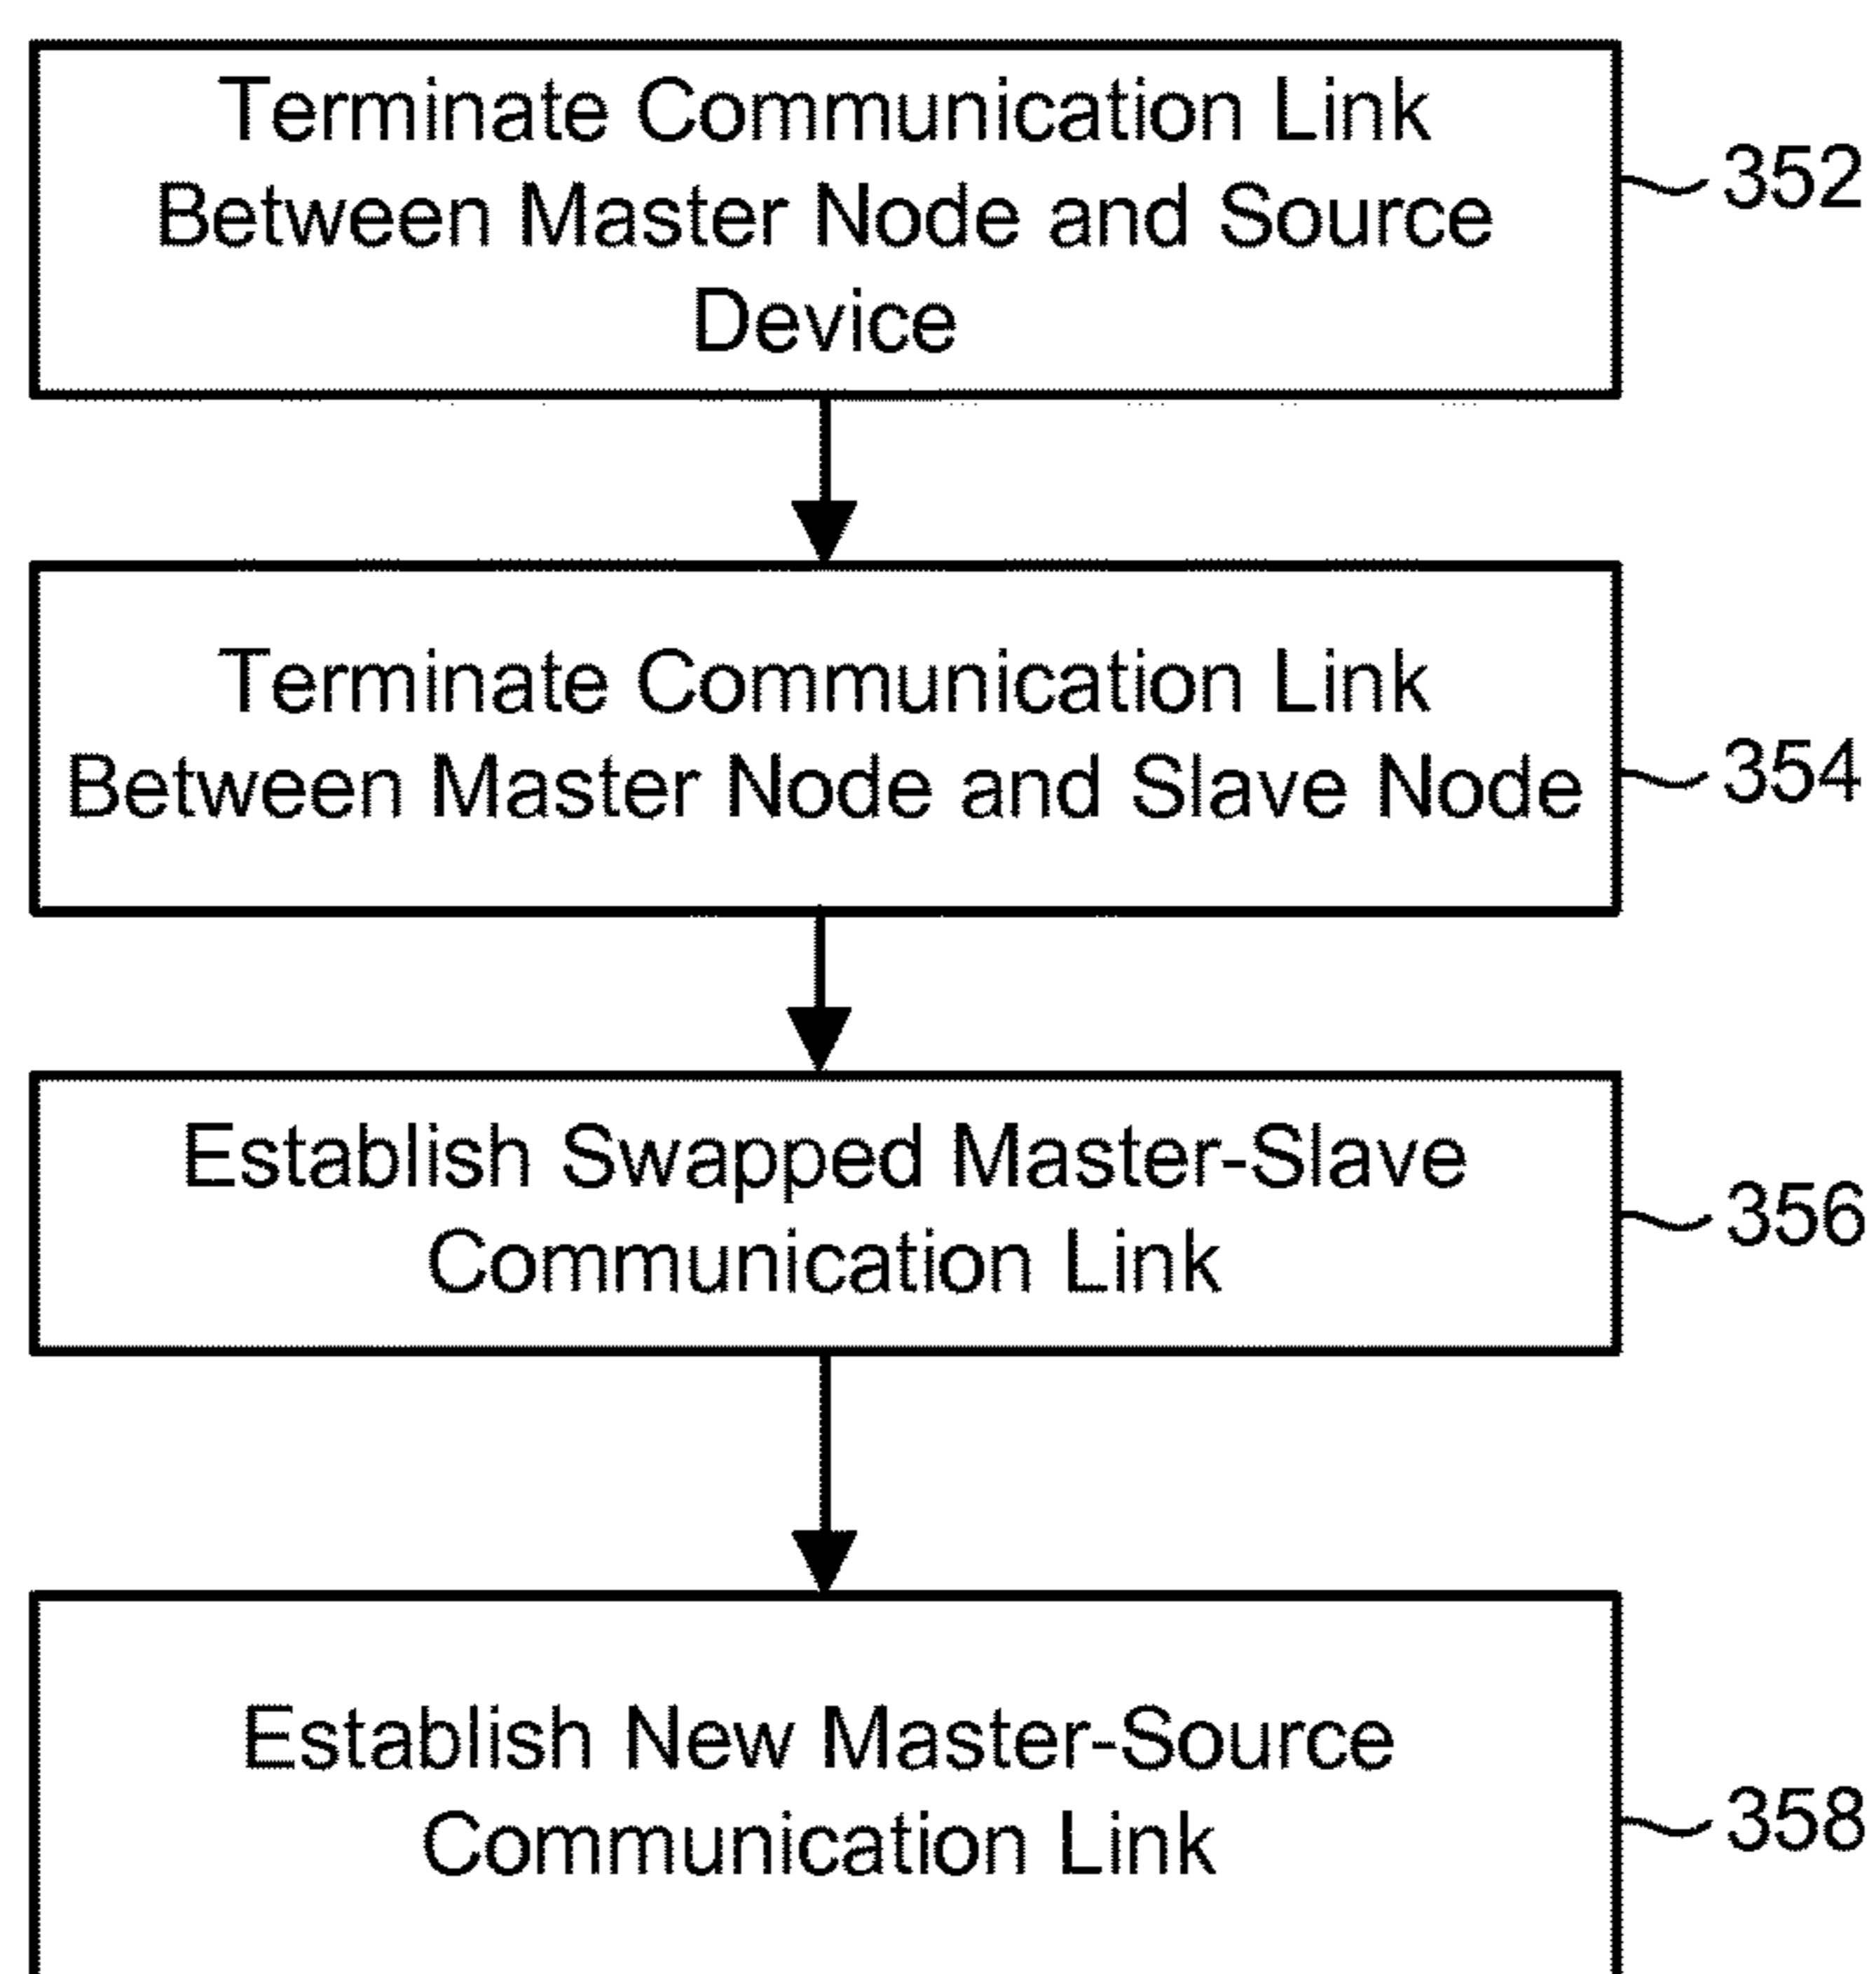 Terminate Communication Link
Between Master Node and Source
Device
352
Terminate Communication Link
Between Master Node and Slave Node
354
Establish Swapped Master-Slave
Communication Link
356
Establish New Master-Source
Communication Link
358